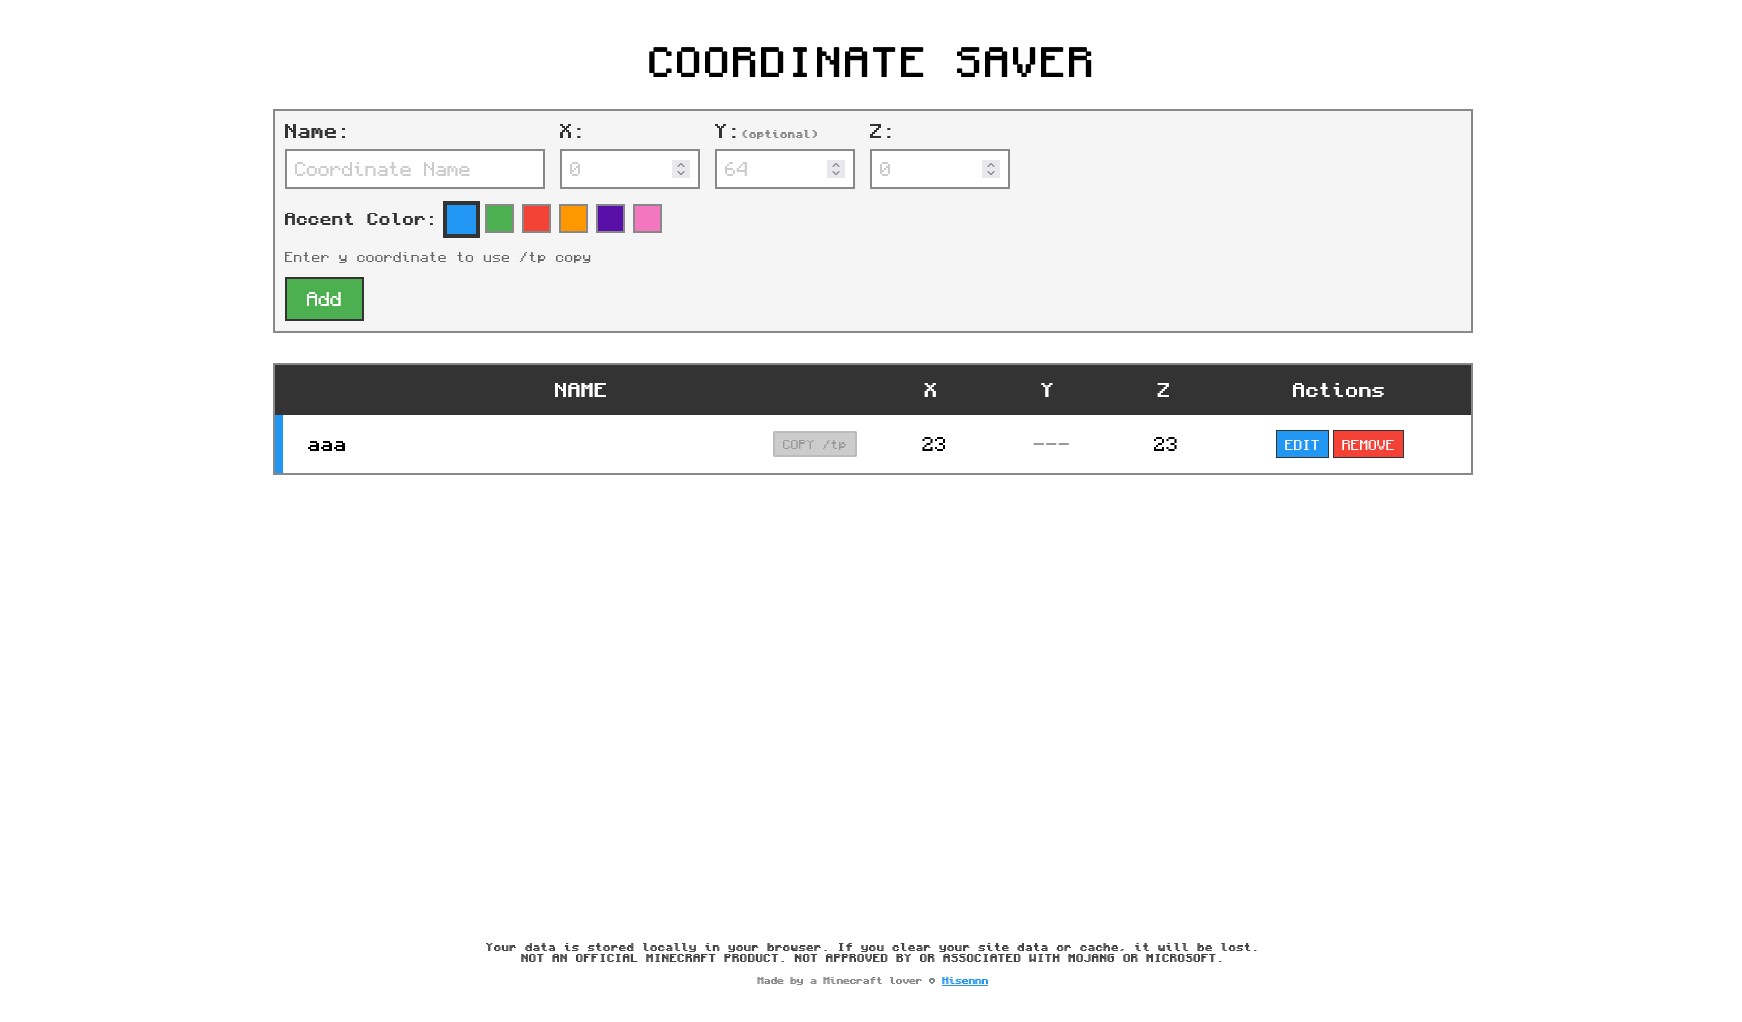 COORDINATE SAVER
Name: X: Y:(optional) Z:
Coordinate Name 0 64 0
Accent Color:
Enter y coordinate to use /tp copy
Add
NAME X Y Z Actions
aaa COPY /tp 23 --- 23 EDIT REMOVE
Your data is stored locally in your browser. If you clear your site data or cache, it will be lost.
NOT AN OFFICIAL MINECRAFT PRODUCT. NOT APPROVED BY OR ASSOCIATED WITH MOJANG OR MICROSOFT.
Made by a Minecraft lover © Misennn